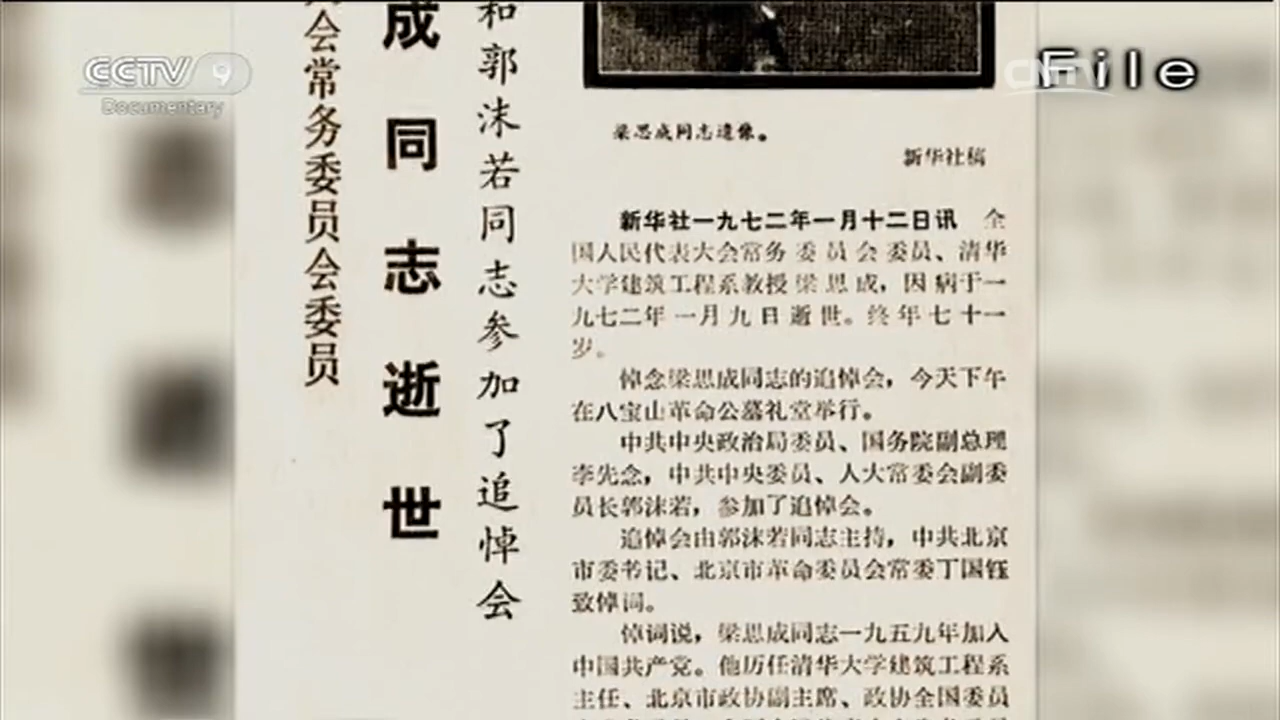 CCTV 9
Documentary
CNTV
File
会常务委员会委员
成同志逝世
和郭沫若同志参加了追悼会
梁思成同志遗像。
新华社稿
新华社一九七二年一月十二日讯 全
国人民代表大会常务委员会委员、清华
大学建筑工程系教授梁思成，因病于一
九七二年一月九日逝世。终年七十一
岁。
悼念梁思成同志的追悼会，今天下午
在八宝山革命公墓礼堂举行。
中共中央政治局委员、国务院副总理
李先念，中共中央委员、人大常委会副委
员长郭沫若，参加了追悼会。
追悼会由郭沫若同志主持，中共北京
市委书记、北京市革命委员会常委丁国钰
致悼词。
悼词说，梁思成同志一九五九年加入
中国共产党。他历任清华大学建筑工程系
主任、北京市政协副主席、政协全国委员